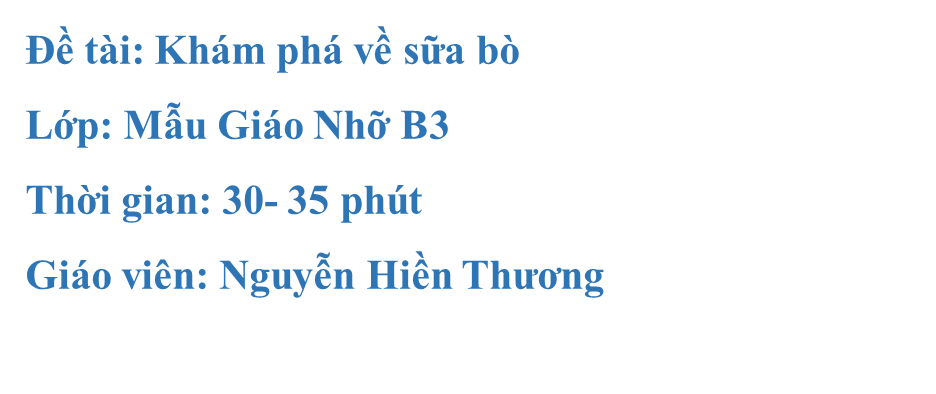 Đề tài: Khám phá về sữa bò
Lớp: Mẫu Giáo Nhỡ B3
Thời gian: 30- 35 phút
Giáo viên: Nguyễn Hiền Thương